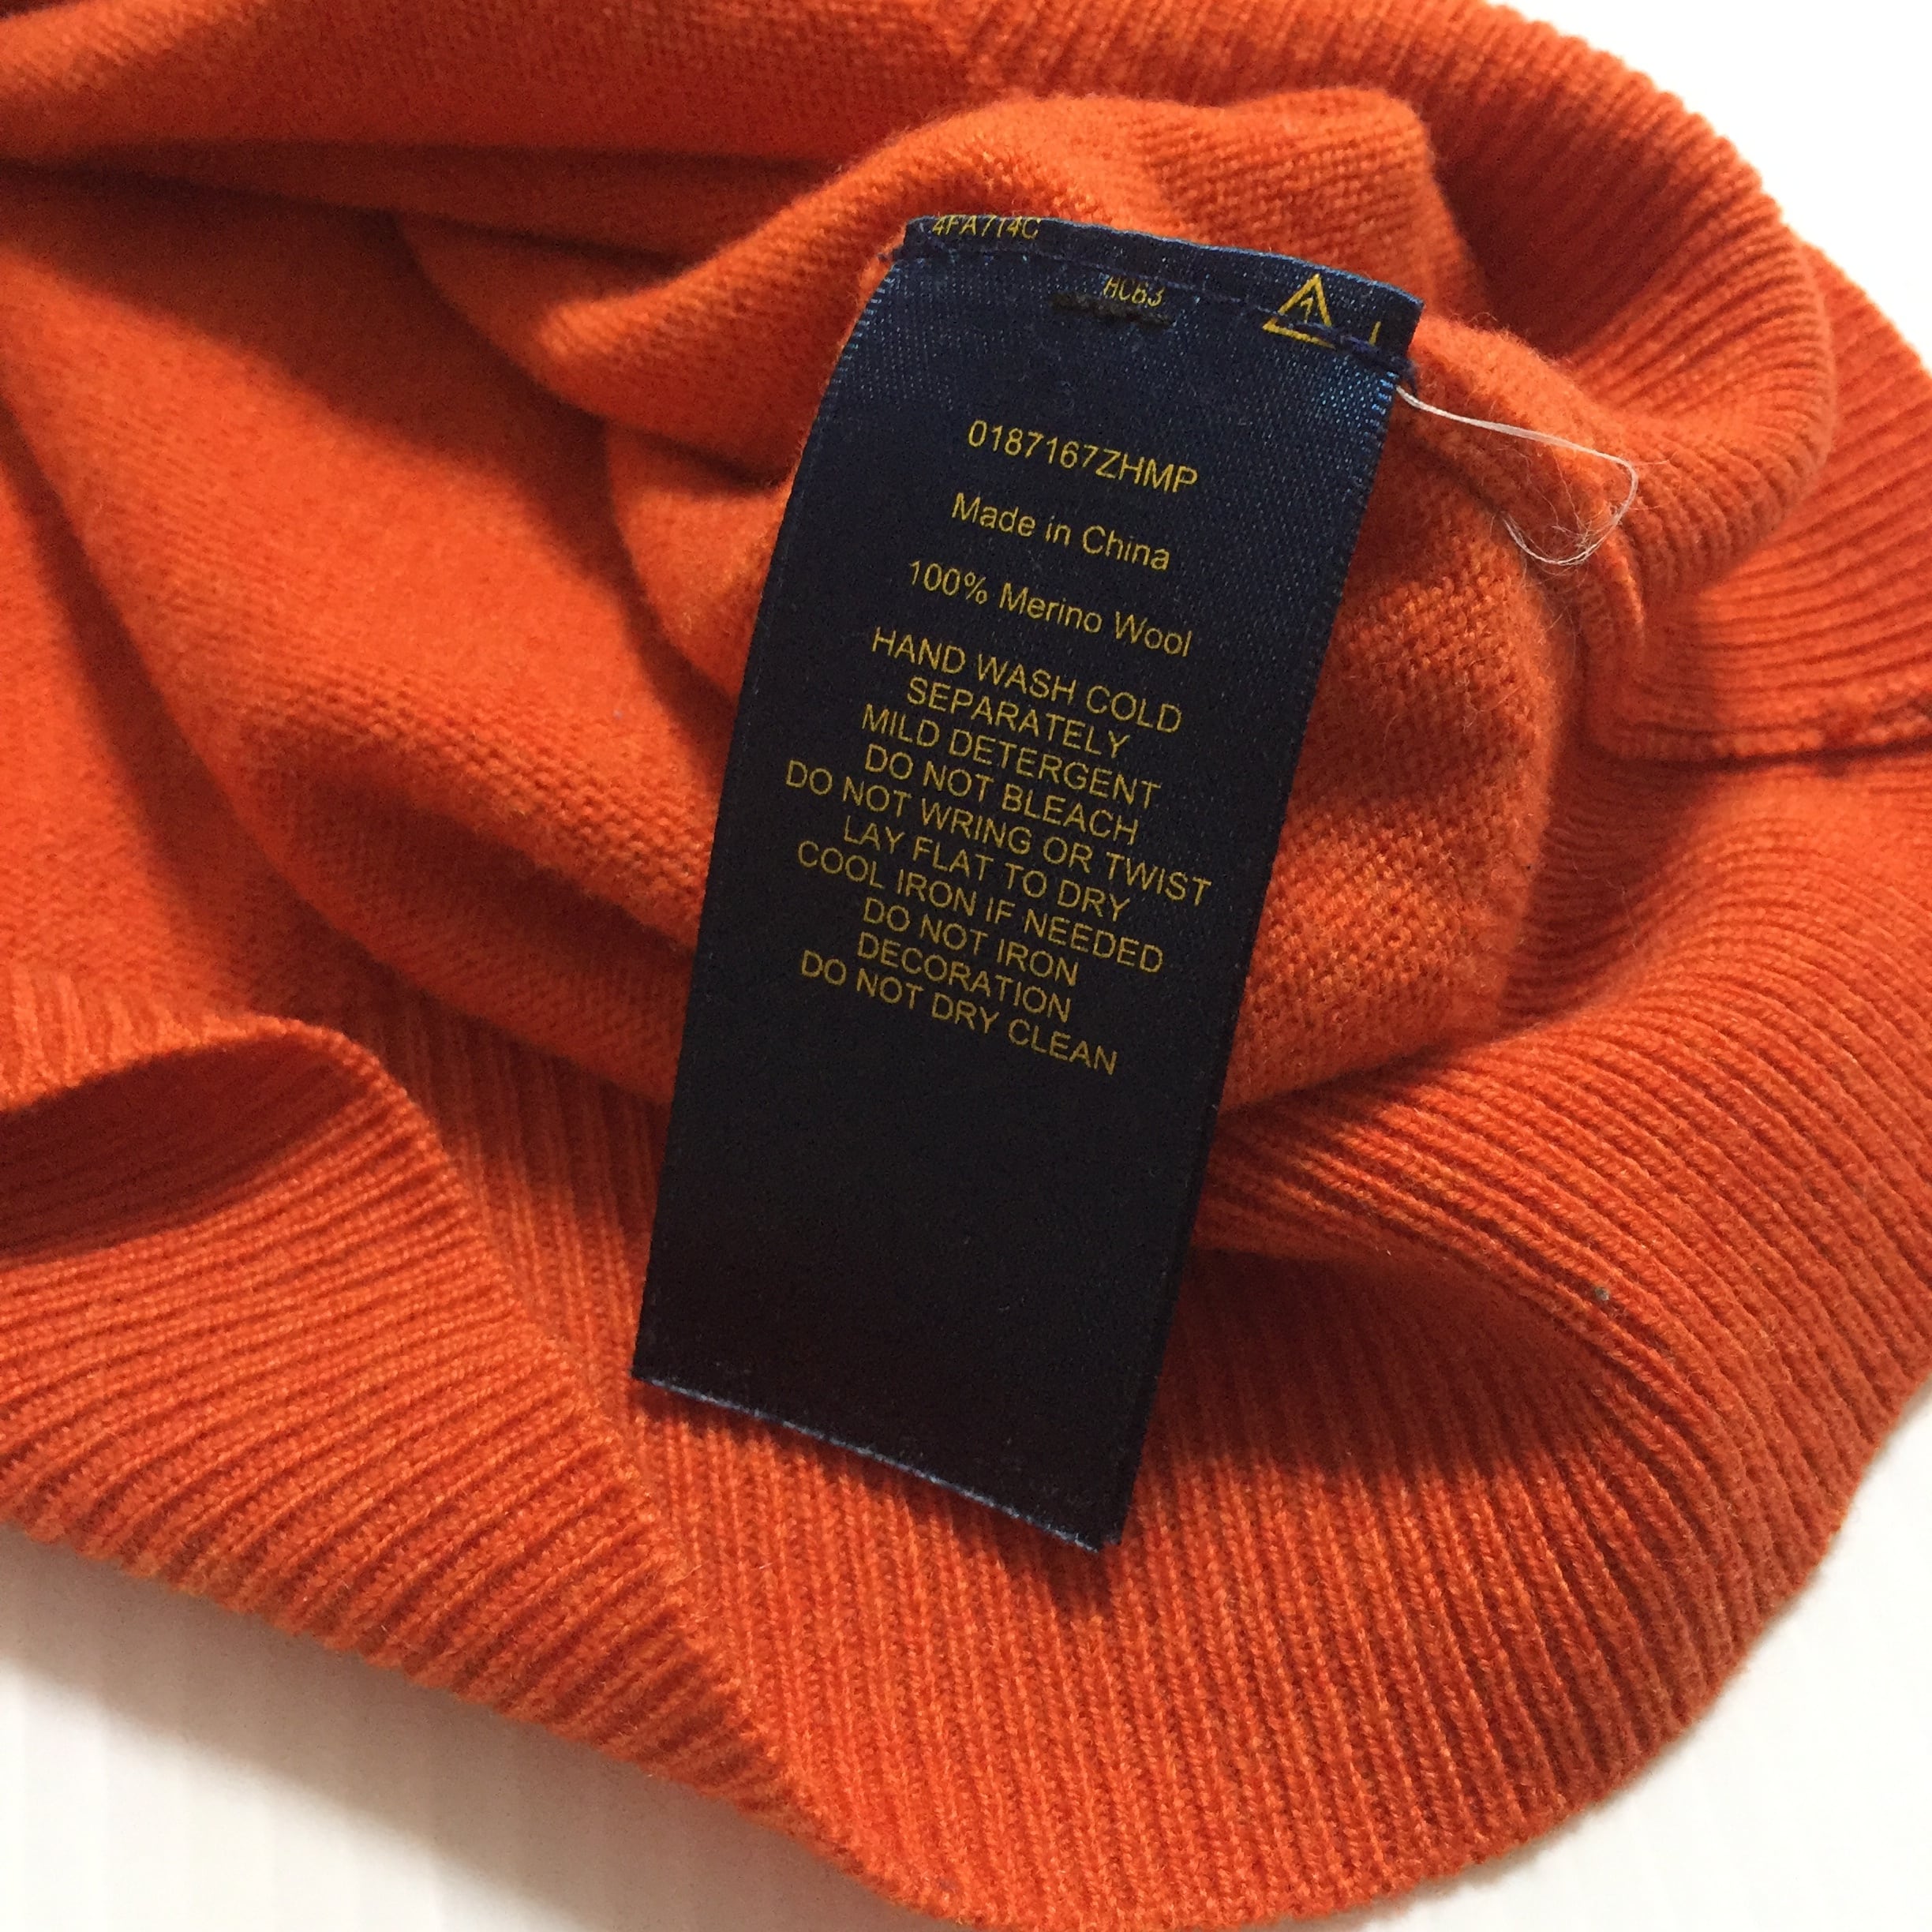 4FA714C
HCB3
0187167ZHMP
Made in China
100% Merino Wool
HAND WASH COLD
SEPARATELY
MILD DETERGENT
DO NOT BLEACH
DO NOT WRING OR TWIST
LAY FLAT TO DRY
COOL IRON IF NEEDED
DO NOT IRON
DECORATION
DO NOT DRY CLEAN